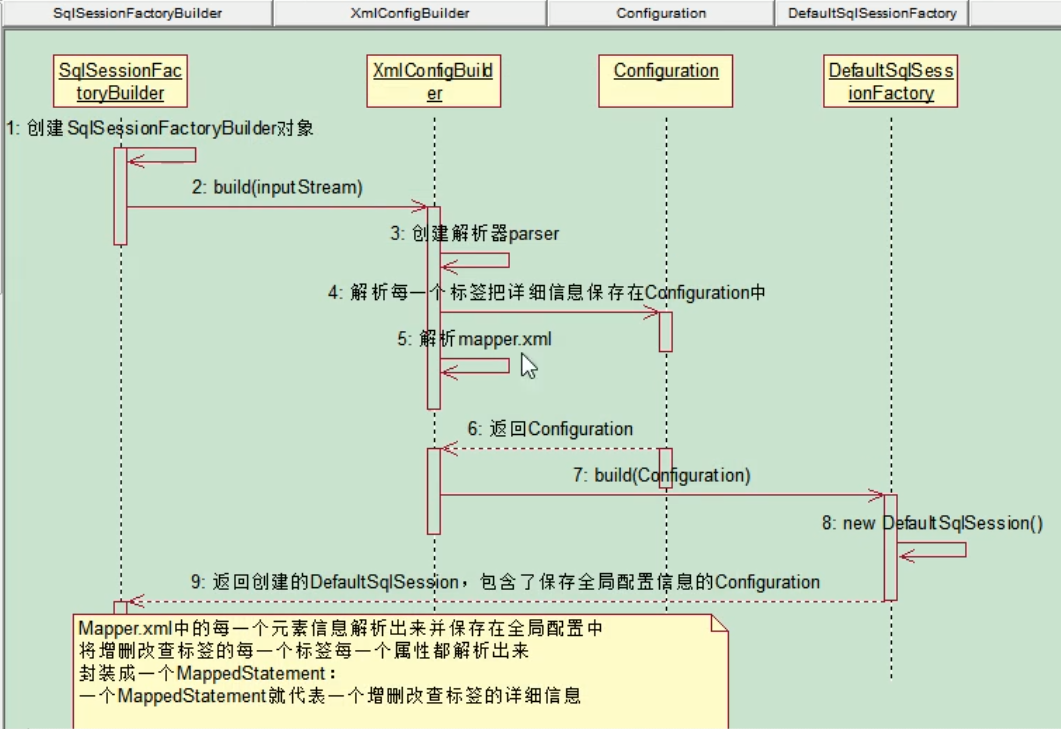 SqlSessionFactoryBuilder
XmlConfigBuilder
Configuration
DefaultSqlSessionFactory
SqlSessionFac
toryBuilder
XmlConfigBuild
er
Configuration
DefaultSqlSess
ionFactory
1: 创建SqlSessionFactoryBuilder对象
2: build(inputStream)
3: 创建解析器parser
4: 解析每一个标签把详细信息保存在Configuration中
5: 解析mapper.xml
6: 返回Configuration
7: build(Configuration)
8: new DefaultSqlSession()
9: 返回创建的DefaultSqlSession，包含了保存全局配置信息的Configuration
Mapper.xml中的每一个元素信息解析出来并保存在全局配置中
将增删改查标签的每一个标签每一个属性都解析出来
封装成一个MappedStatement：
一个MappedStatement就代表一个增删改查标签的详细信息